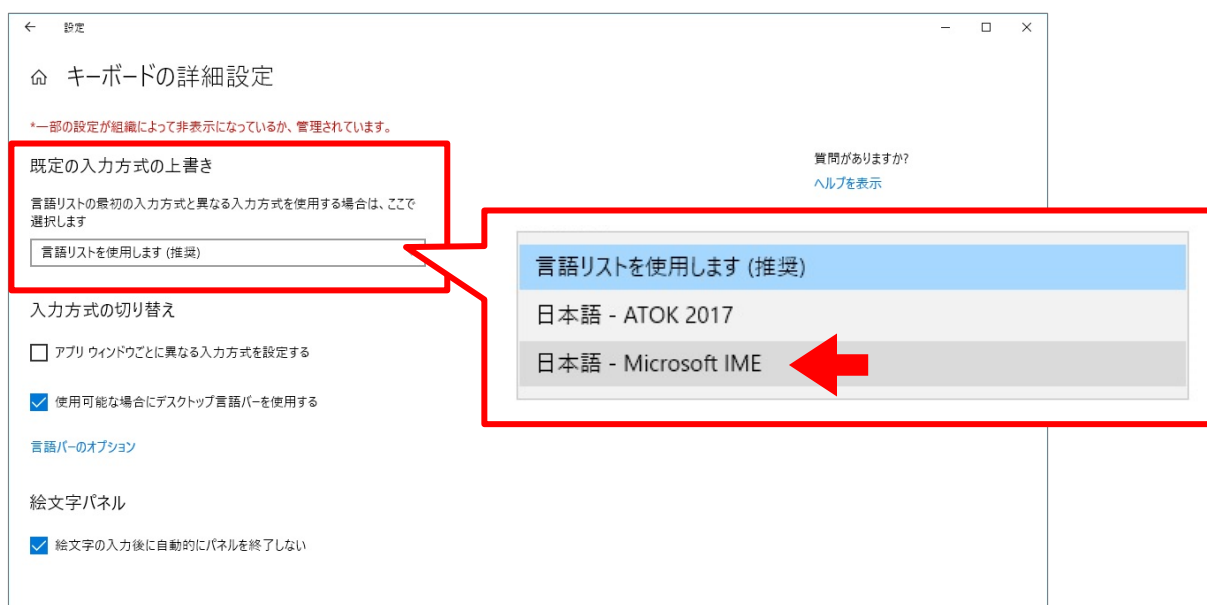 設定
キーボードの詳細設定
*一部の設定が組織によって非表示になっているか、管理されています。
既定の入力方式の上書き
言語リストの最初の入力方式と異なる入力方式を使用する場合は、ここで
選択します
言語リストを使用します (推奨)
質問がありますか?
ヘルプを表示
言語リストを使用します (推奨)
日本語 - ATOK 2017
日本語 - Microsoft IME
入力方式の切り替え
アプリ ウィンドウごとに異なる入力方式を設定する
使用可能な場合にデスクトップ言語バーを使用する
言語バーのオプション
絵文字パネル
絵文字の入力後に自動的にパネルを終了しない